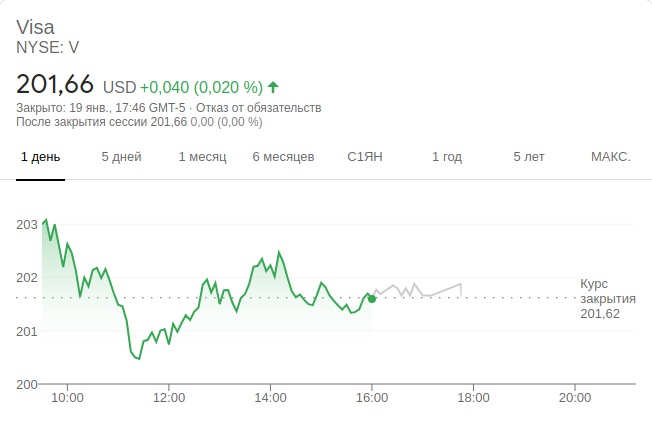 Visa
NYSE: V
201,66 USD +0,040 (0,020 %)
Закрыто: 19 янв., 17:46 GMT-5 · Отказ от обязательств
После закрытия сессии 201,66 0,00 (0,00 %)
1 день 5 дней 1 месяц 6 месяцев С1ЯН 1 год 5 лет МАКС.
203
202
201
200
Курс
закрытия
201,62
10:00 12:00 14:00 16:00 18:00 20:00